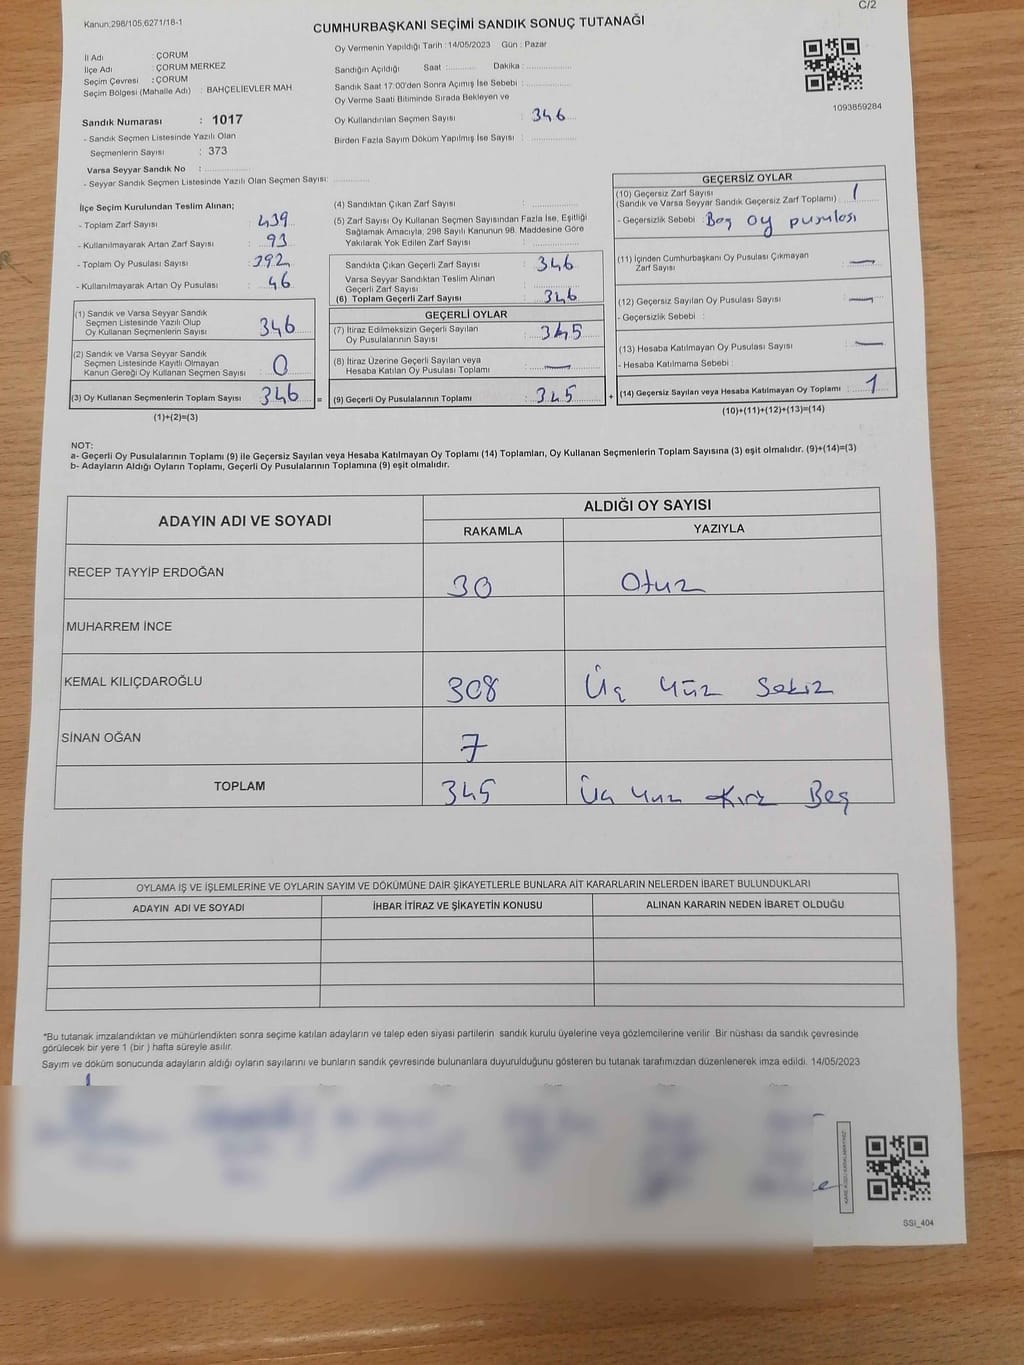 C/2
Kanun:298/105,6271/18-1
CUMHURBAŞKANI SEÇİMİ SANDIK SONUÇ TUTANAĞI
İl Adı : ÇORUM
İlçe Adı : ÇORUM MERKEZ
Seçim Çevresi : ÇORUM
Seçim Bölgesi (Mahalle Adı) : BAHÇELİEVLER MAH.
Sandık Numarası : 1017
- Sandık Seçmen Listesinde Yazılı Olan
Seçmenlerin Sayısı : 373
Varsa Seyyar Sandık No :
- Seyyar Sandık Seçmen Listesinde Yazılı Olan Seçmen Sayısı:
Oy Vermenin Yapıldığı Tarih : 14/05/2023 Gün : Pazar
Sandığın Açıldığı Saat : Dakika :
Sandık Saat 17:00'den Sonra Açımış İse Sebebi :
Oy Verme Saati Bitiminde Sırada Bekleyen ve
Oy Kullandırılan Seçmen Sayısı : 346
Birden Fazla Sayım Döküm Yapılmış İse Sayısı :
1093859284
İlçe Seçim Kurulundan Teslim Alınan;
- Toplam Zarf Sayısı : 439
- Kullanılmayarak Artan Zarf Sayısı : 93
- Toplam Oy Pusulası Sayısı : 392
- Kullanılmayarak Artan Oy Pusulası : 46
(1) Sandık ve Varsa Seyyar Sandık
Seçmen Listesinde Yazılı Olup
Oy Kullanan Seçmenlerin Sayısı : 346
(2) Sandık ve Varsa Seyyar Sandık
Seçmen Listesinde Kayıtlı Olmayan
Kanun Gereği Oy Kullanan Seçmen Sayısı : 0
(3) Oy Kullanan Seçmenlerin Toplam Sayısı : 346 =
(1)+(2)=(3)
(4) Sandıktan Çıkan Zarf Sayısı :
(5) Zarf Sayısı Oy Kullanan Seçmen Sayısından Fazla İse, Eşitliği
Sağlamak Amacıyla, 298 Sayılı Kanunun 98. Maddesine Göre
Yakılarak Yok Edilen Zarf Sayısı :
Sandıkta Çıkan Geçerli Zarf Sayısı : 346
Varsa Seyyar Sandıktan Teslim Alınan
Geçerli Zarf Sayısı :
(6) Toplam Geçerli Zarf Sayısı : 346
GEÇERLİ OYLAR
(7) İtiraz Edilmeksizin Geçerli Sayılan
Oy Pusulalarının Sayısı : 345
(8) İtiraz Üzerine Geçerli Sayılan veya
Hesaba Katılan Oy Pusulası Toplamı : —
(9) Geçerli Oy Pusulalarının Toplamı : 345 +
GEÇERSİZ OYLAR
(10) Geçersiz Zarf Sayısı : 1
(Sandık ve Varsa Seyyar Sandık Geçersiz Zarf Toplamı)
- Geçersizlik Sebebi : Boş oy pusulası
(11) İçinden Cumhurbaşkanı Oy Pusulası Çıkmayan
Zarf Sayısı : —
(12) Geçersiz Sayılan Oy Pusulası Sayısı : —
- Geçersizlik Sebebi :
(13) Hesaba Katılmayan Oy Pusulası Sayısı : —
- Hesaba Katılmama Sebebi :
(14) Geçersiz Sayılan veya Hesaba Katılmayan Oy Toplamı : 1
(10)+(11)+(12)+(13)=(14)
NOT:
a- Geçerli Oy Pusulalarının Toplamı (9) ile Geçersiz Sayılan veya Hesaba Katılmayan Oy Toplamı (14) Toplamları, Oy Kullanan Seçmenlerin Toplam Sayısına (3) eşit olmalıdır. (9)+(14)=(3)
b- Adayların Aldığı Oyların Toplamı, Geçerli Oy Pusulalarının Toplamına (9) eşit olmalıdır.
ADAYIN ADI VE SOYADI
ALDIĞI OY SAYISI
RAKAMLA YAZIYLA
RECEP TAYYİP ERDOĞAN 30 Otuz
MUHARREM İNCE
KEMAL KILIÇDAROĞLU 308 Üç yüz sekiz
SİNAN OĞAN 7
TOPLAM 345 Üç yüz Kırk Beş
OYLAMA İŞ VE İŞLEMLERİNE VE OYLARIN SAYIM VE DÖKÜMÜNE DAİR ŞİKAYETLERLE BUNLARA AİT KARARLARIN NELERDEN İBARET BULUNDUKLARI
ADAYIN ADI VE SOYADI İHBAR İTİRAZ VE ŞİKAYETİN KONUSU ALINAN KARARIN NEDEN İBARET OLDUĞU
*Bu tutanak imzalandıktan ve mühürlendikten sonra seçime katılan adayların ve talep eden siyasi partilerin sandık kurulu üyelerine veya gözlemcilerine verilir .Bir nüshası da sandık çevresinde
görülecek bir yere 1 (bir ) hafta süreyle asılır.
Sayım ve döküm sonucunda adayların aldığı oyların sayılarını ve bunların sandık çevresinde bulunanlara duyurulduğunu gösteren bu tutanak tarafımızdan düzenlenerek imza edildi. 14/05/2023
SSİ_404